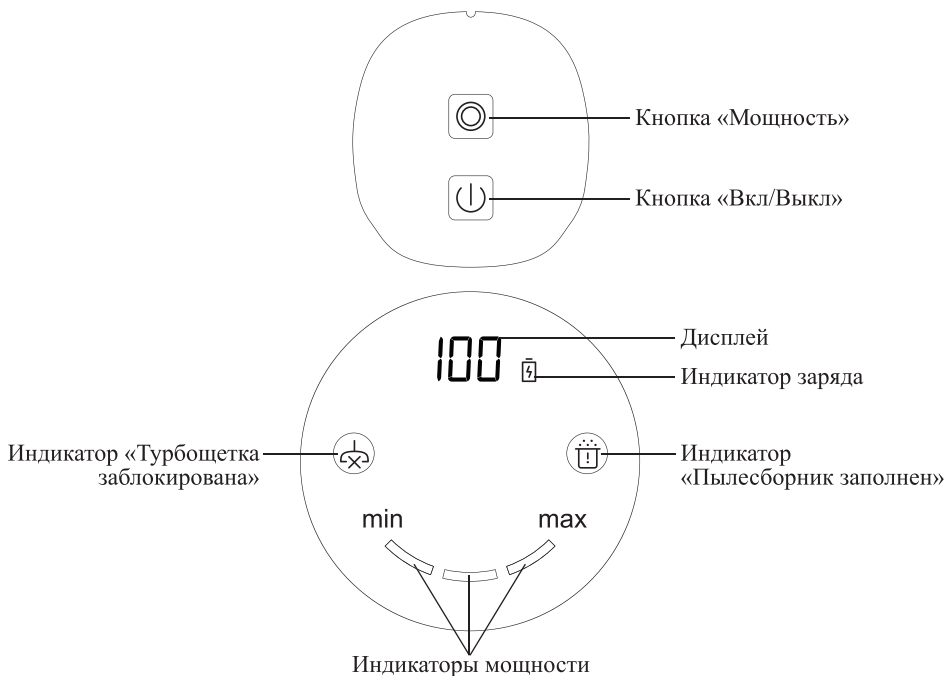 Кнопка «Мощность»
Кнопка «Вкл/Выкл»
100
Дисплей
Индикатор заряда
Индикатор «Турбощетка
заблокирована»
Индикатор
«Пылесборник заполнен»
min
max
Индикаторы мощности